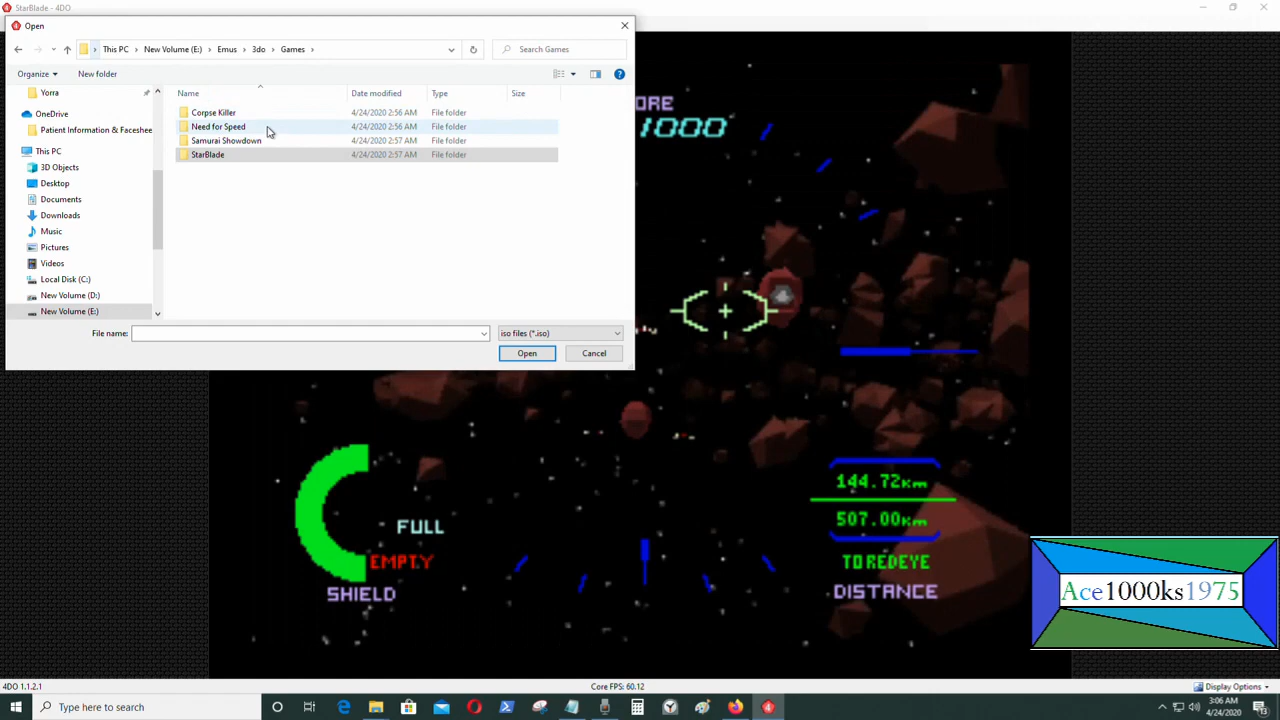 StarBlade - 4DO
Open
This PC
New Volume (E:)
Emus
3do
Games
Search Games
Organize
New folder
Name
Date modified
Type
Size
Yorra
OneDrive
Patient Information & Faceshee
This PC
3D Objects
Desktop
Documents
Downloads
Music
Pictures
Videos
Local Disk (C:)
New Volume (D:)
New Volume (E:)
Corpse Killer 4/24/2020 2:56 AM File folder
Need for Speed 4/24/2020 2:56 AM File folder
Samurai Showdown 4/24/2020 2:57 AM File folder
StarBlade 4/24/2020 2:57 AM File folder
File name:
iso files (*.iso)
Open
Cancel
ORE
1000
FULL
EMPTY
SHIELD
144.72km
507.00km
TO REDEYE
DISTANCE
Ace1000ks1975
4DO 1.1.2.1
Core FPS: 60.12
Display Options
Type here to search
3:06 AM
4/24/2020
13